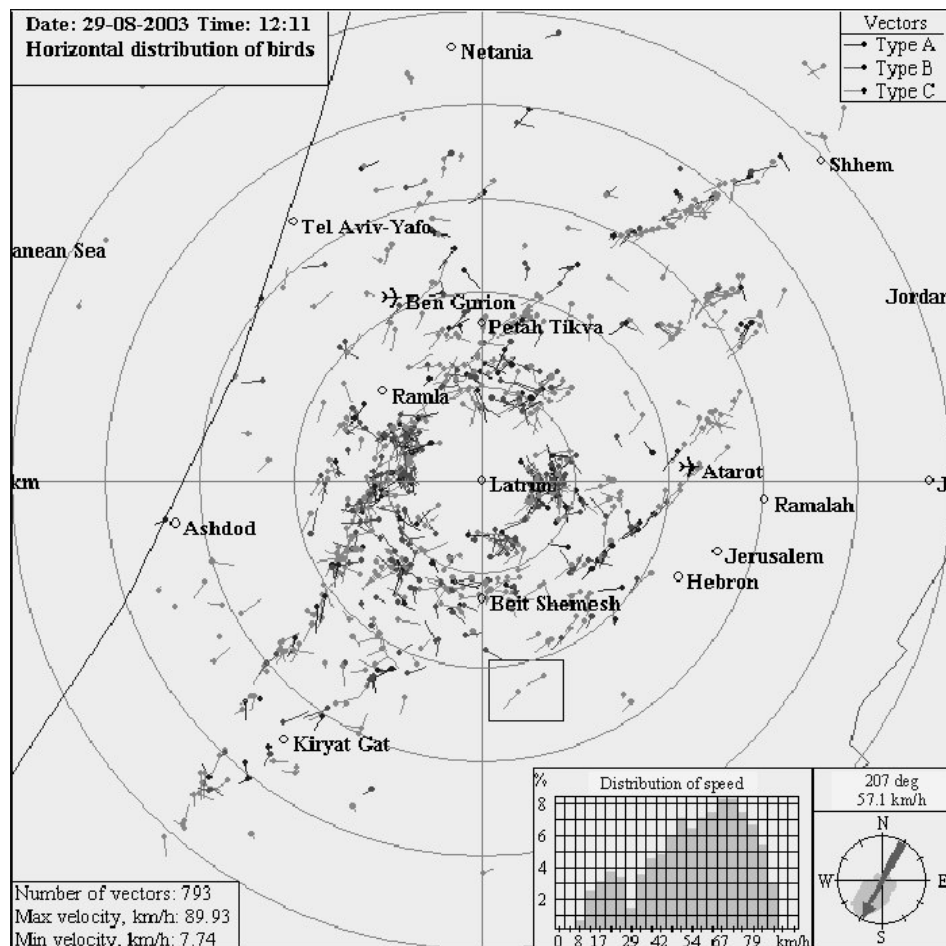 Date: 29-08-2003 Time: 12:11
Horizontal distribution of birds
Vectors
Type A
Type B
Type C
Netania
Shhem
Tel Aviv-Yafo
anean Sea
Ben Gurion
Jordan
Petah Tikva
Ramla
km
Latrun
Atarot
J
Ramalah
Ashdod
Jerusalem
Hebron
Beit Shemesh
Kiryat Gat
% Distribution of speed
8
6
4
2
0 8 17 29 42 54 67 79 km/h
207 deg
57.1 km/h
N
W E
S
Number of vectors: 793
Max velocity, km/h: 89.93
Min velocity, km/h: 7.74